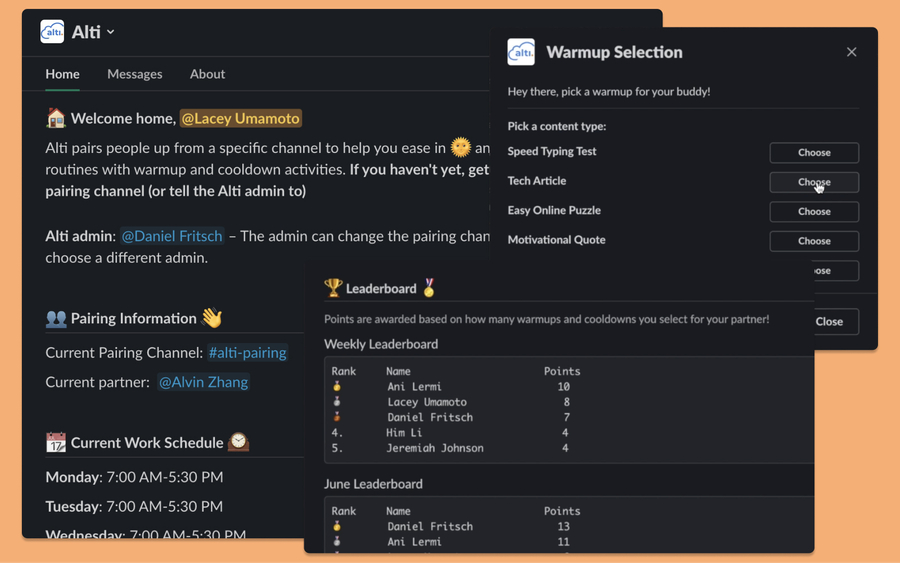 alti.
Alti
Home Messages About
Welcome home, @Lacey Umamoto
Alti pairs people up from a specific channel to help you ease in
routines with warmup and cooldown activities. If you haven't yet, get
pairing channel (or tell the Alti admin to)
Alti admin: @Daniel Fritsch – The admin can change the pairing
choose a different admin.
Pairing Information
Current Pairing Channel: #alti-pairing
Current partner: @Alvin Zhang
17 Current Work Schedule
Monday: 7:00 AM-5:30 PM
Tuesday: 7:00 AM-5:30 PM
Wednesday: 7:00 AM-5:30 PM
alti.
Warmup Selection
Hey there, pick a warmup for your buddy!
Pick a content type:
Speed Typing Test Choose
Tech Article Choose
Easy Online Puzzle Choose
Motivational Quote Choose
Close
Leaderboard
Points are awarded based on how many warmups and cooldowns you select for your partner!
Weekly Leaderboard
Rank Name Points
Ani Lermi 10
Lacey Umamoto 8
Daniel Fritsch 7
4. Him Li 4
5. Jeremiah Johnson 4
June Leaderboard
Rank Name Points
Daniel Fritsch 13
Ani Lermi 11